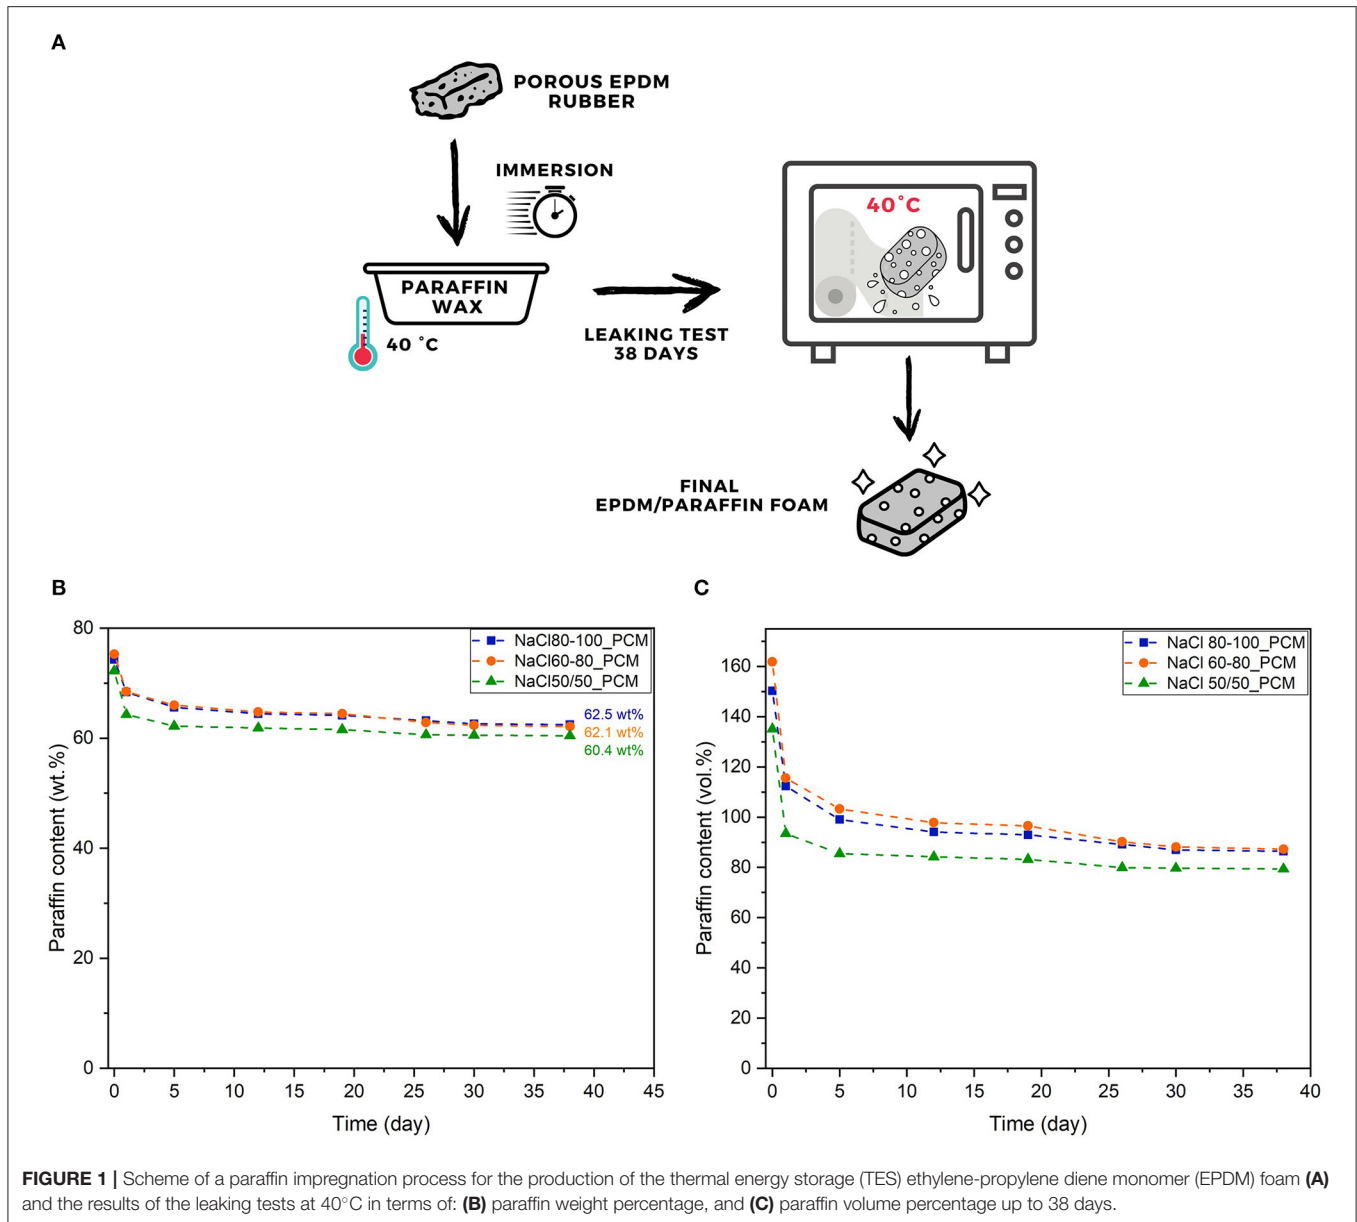 A
POROUS EPDM
RUBBER
IMMERSION
PARAFFIN
WAX
40 °C
LEAKING TEST
38 DAYS
40°C
FINAL
EPDM/PARAFFIN FOAM
B
80
60
40
20
0
0 5 10 15 20 25 30 35 40 45
Paraffin content (wt.%)
Time (day)
NaCl80-100_PCM
NaCl60-80_PCM
NaCl50/50_PCM
62.5 wt%
62.1 wt%
60.4 wt%
C
160
140
120
100
80
60
40
20
0
0 5 10 15 20 25 30 35 40
Paraffin content (vol.%)
Time (day)
NaCl 80-100_PCM
NaCl 60-80_PCM
NaCl 50/50_PCM
FIGURE 1 | Scheme of a paraffin impregnation process for the production of the thermal energy storage (TES) ethylene-propylene diene monomer (EPDM) foam (A)
and the results of the leaking tests at 40°C in terms of: (B) paraffin weight percentage, and (C) paraffin volume percentage up to 38 days.